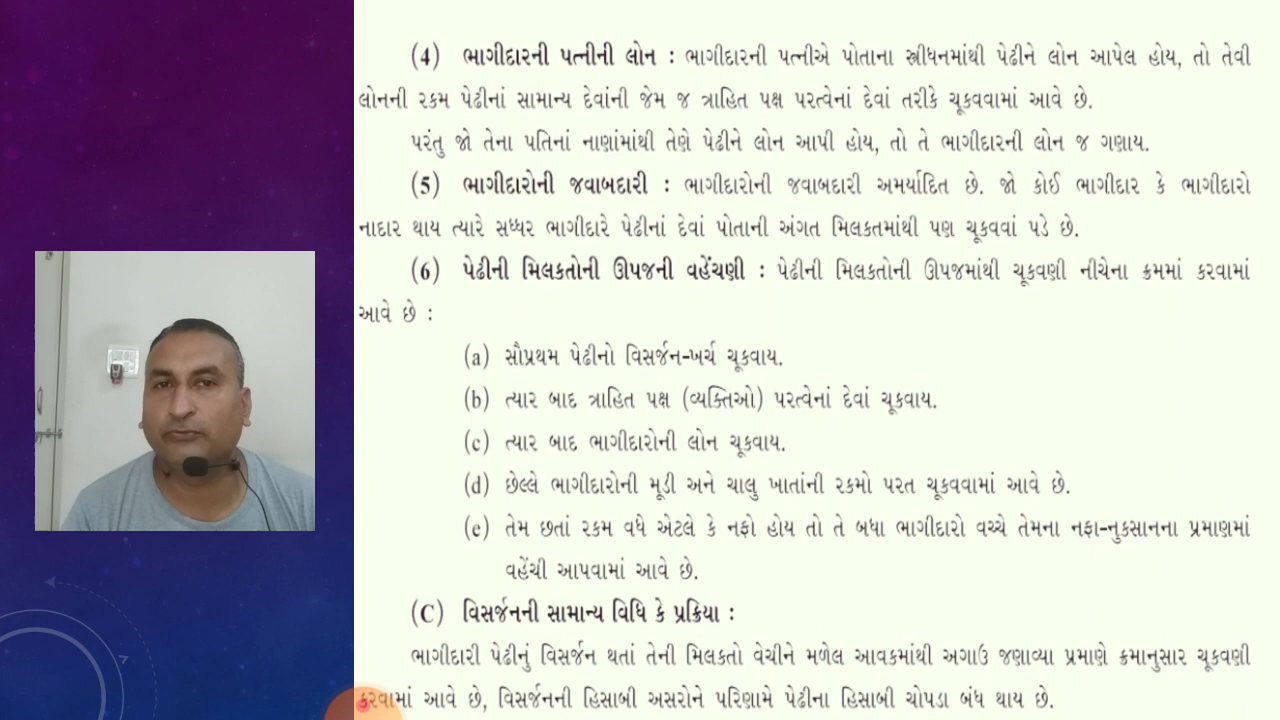 (4) ભાગીદારની પત્નીની લોન : ભાગીદારની પત્નીએ પોતાના સ્ત્રીધનમાંથી પેઢીને લોન આપેલ હોય, તો તેવી
લોનની રકમ પેઢીનાં સામાન્ય દેવાંની જેમ જ ત્રાહિત પક્ષ પરત્વેનાં દેવાં તરીકે ચૂકવવામાં આવે છે.
પરંતુ જો તેના પતિનાં નાણાંમાંથી તેણે પેઢીને લોન આપી હોય, તો તે ભાગીદારની લોન જ ગણાય.
(5) ભાગીદારોની જવાબદારી : ભાગીદારોની જવાબદારી અમર્યાદિત છે. જો કોઈ ભાગીદાર કે ભાગીદારો
નાદાર થાય ત્યારે સધ્ધર ભાગીદારે પેઢીનાં દેવાં પોતાની અંગત મિલકતમાંથી પણ ચૂકવવાં પડે છે.
(6) પેઢીની મિલકતોની ઊપજની વહેંચણી : પેઢીની મિલકતોની ઊપજમાંથી ચૂકવણી નીચેના ક્રમમાં કરવામાં
આવે છે :
(a) સૌપ્રથમ પેઢીનો વિસર્જન-ખર્ચ ચૂકવાય.
(b) ત્યાર બાદ ત્રાહિત પક્ષ (વ્યક્તિઓ) પરત્વેનાં દેવાં ચૂકવાય.
(c) ત્યાર બાદ ભાગીદારોની લોન ચૂકવાય.
(d) છેલ્લે ભાગીદારોની મૂડી અને ચાલુ ખાતાંની રકમો પરત ચૂકવવામાં આવે છે.
(e) તેમ છતાં રકમ વધે એટલે કે નફો હોય તો તે બધા ભાગીદારો વચ્ચે તેમના નફા-નુકસાનના પ્રમાણમાં
વહેંચી આપવામાં આવે છે.
(C) વિસર્જનની સામાન્ય વિધિ કે પ્રક્રિયા :
ભાગીદારી પેઢીનું વિસર્જન થતાં તેની મિલકતો વેચીને મળેલ આવકમાંથી અગાઉ જણાવ્યા પ્રમાણે ક્રમાનુસાર ચૂકવણી
કરવામાં આવે છે, વિસર્જનની હિસાબી અસરોને પરિણામે પેઢીના હિસાબી ચોપડા બંધ થાય છે.